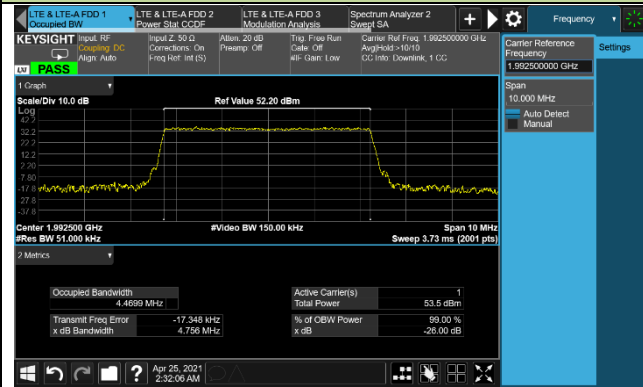 LTE & LTE-A FDD 1
Occupied BW
LTE & LTE-A FDD 2
Power Stat CCDF
LTE & LTE-A FDD 3
Modulation Analysis
Spectrum Analyzer 2
Swept SA
Frequency
KEYSIGHT
Input: RF
Coupling: DC
Align: Auto
Input Z: 50 Ω
Corrections: On
Freq Ref: Int (S)
Atten: 20 dB
Preamp: Off
Trig: Free Run
Gate: Off
#IF Gain: Low
Carrier Ref Freq: 1.992500000 GHz
Avg|Hold:>10/10
CC Info: Downlink, 1 CC
LXI
PASS
Carrier Reference
Frequency
1.992500000 GHz
Settings
Span
10.000 MHz
Auto Detect
Manual
1 Graph
Scale/Div 10.0 dB
Ref Value 52.20 dBm
Log
42.2
32.2
22.2
12.2
2.20
-7.80
-17.8
-27.8
-37.8
Center 1.992500 GHz
#Video BW 150.00 kHz
Span 10 MHz
#Res BW 51.000 kHz
Sweep 3.73 ms (2001 pts)
2 Metrics
Occupied Bandwidth
4.4699 MHz
Active Carrier(s)
1
Total Power
53.5 dBm
Transmit Freq Error
-17.348 kHz
% of OBW Power
99.00 %
x dB Bandwidth
4.756 MHz
x dB
-26.00 dB
?
Apr 25, 2021
2:32:06 AM